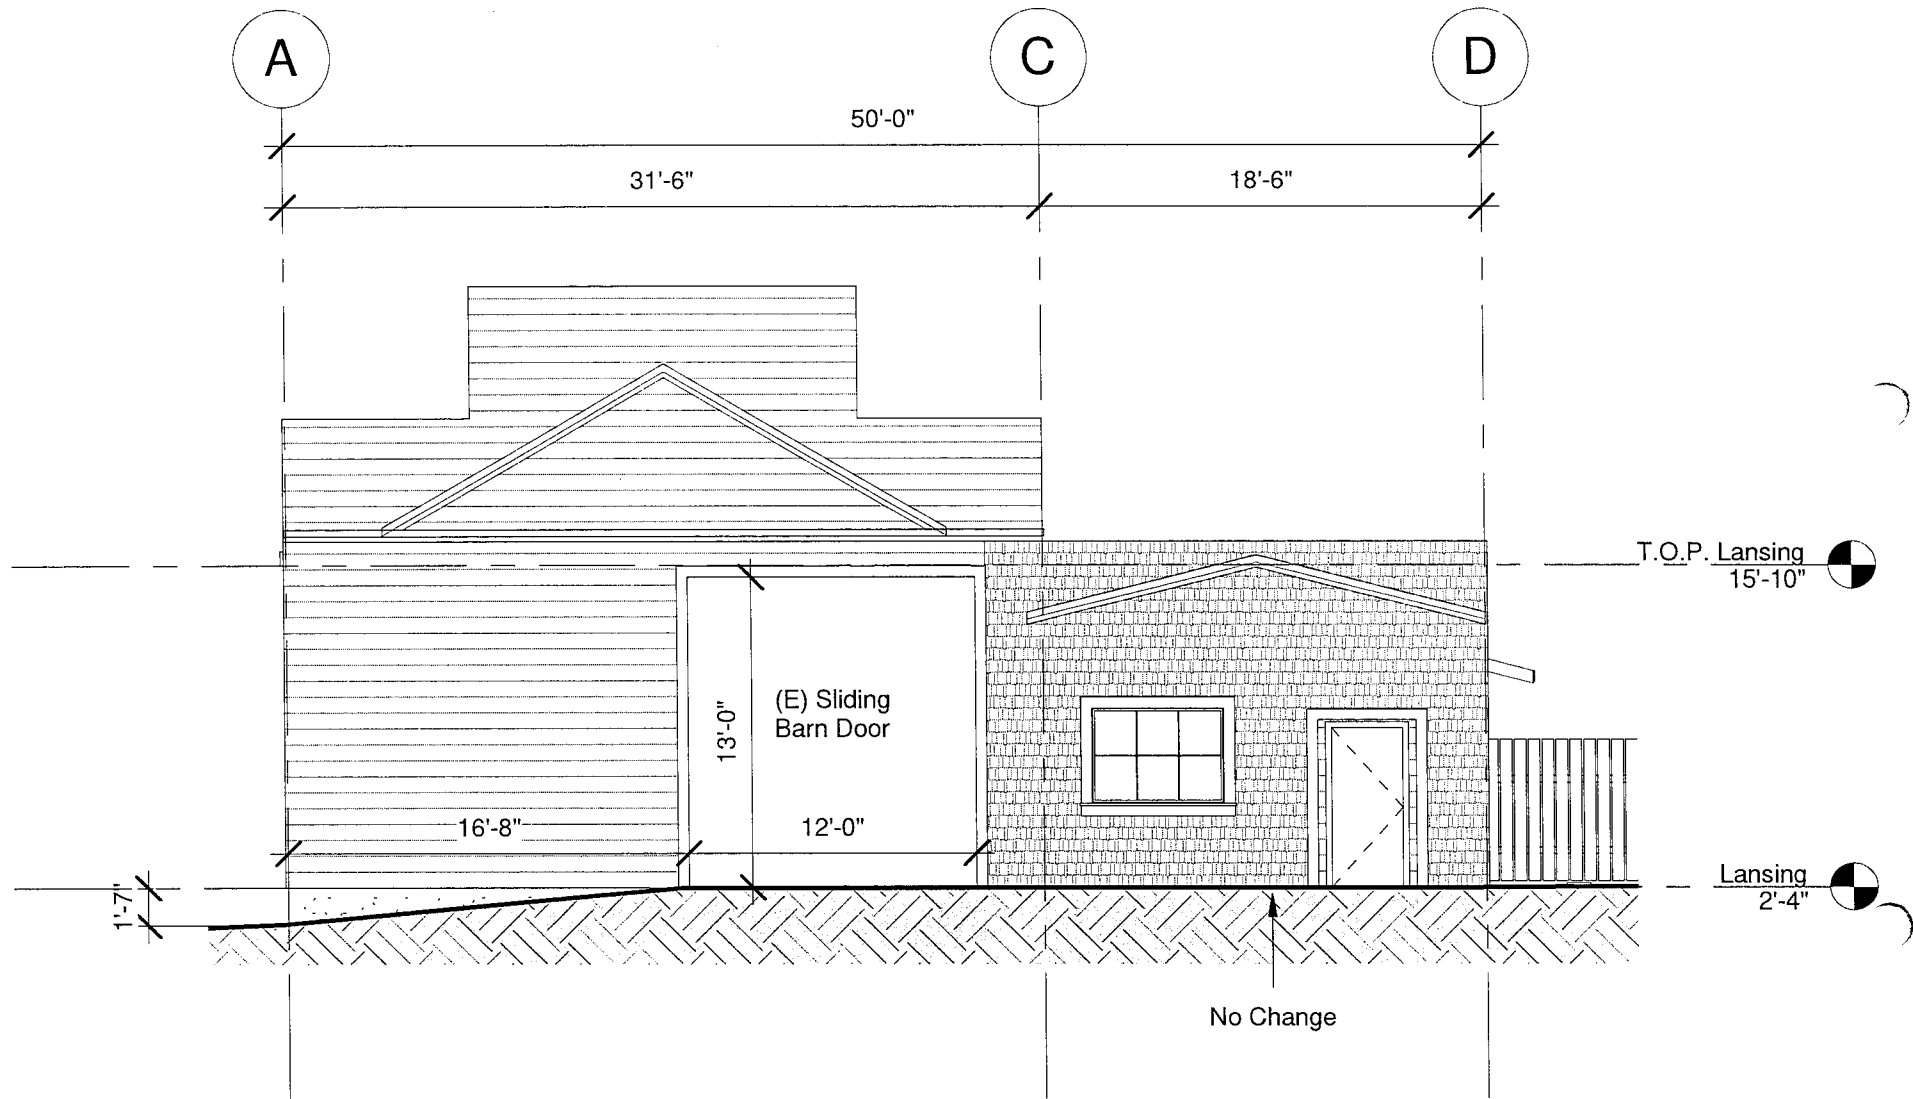 A
C
D
50'-0"
31'-6"
18'-6"
T.O.P. Lansing
15'-10"
(E) Sliding
Barn Door
13'-0"
16'-8"
12'-0"
1'-7"
Lansing
2'-4"
No Change